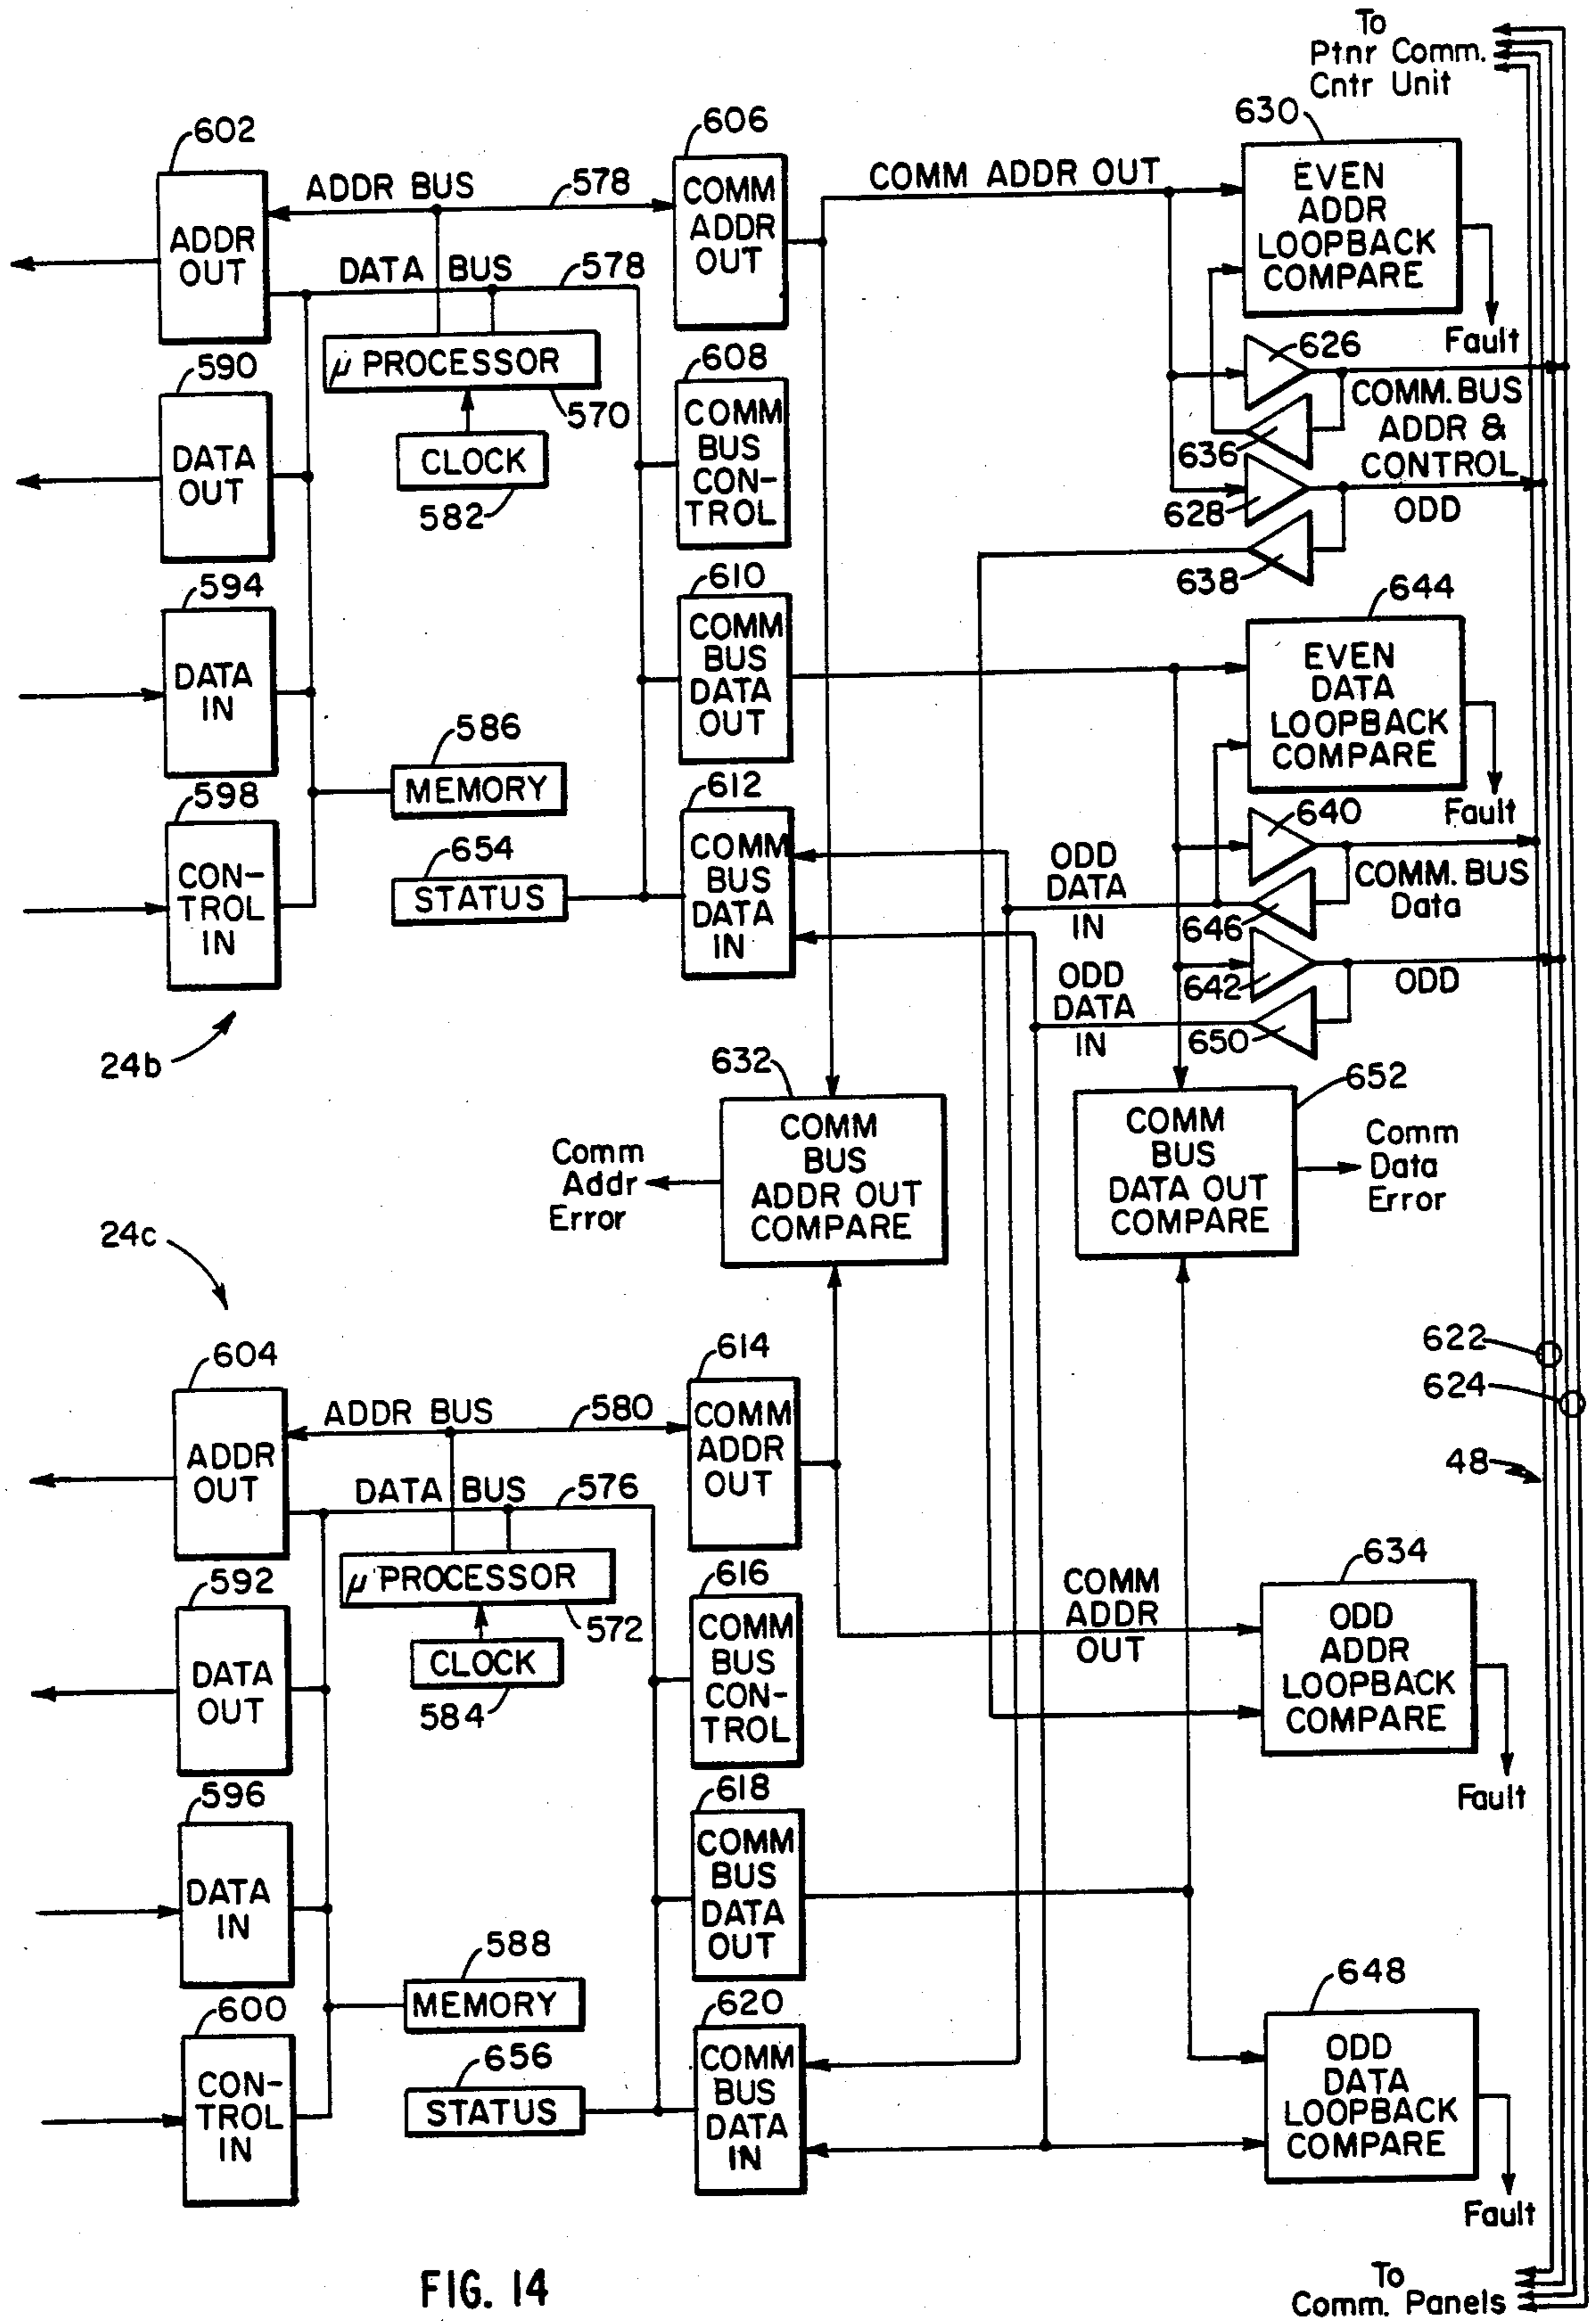 To
Ptnr Comm.
Cntr Unit
602
606
630
ADDR BUS
578
COMM
ADDR
OUT
COMM ADDR OUT
EVEN
ADDR
LOOPBACK
COMPARE
ADDR
OUT
DATA BUS
578
Fault
μ PROCESSOR
570
590
608
626
COMM. BUS
ADDR &
CONTROL
DATA
OUT
CLOCK
582
COMM
BUS
CON-
TROL
636
628
ODD
638
594
610
644
DATA
IN
COMM
BUS
DATA
OUT
EVEN
DATA
LOOPBACK
COMPARE
586
MEMORY
Fault
598
612
640
CON-
TROL
IN
654
STATUS
COMM
BUS
DATA
IN
ODD
DATA
IN
COMM. BUS
Data
646
642
ODD
ODD
DATA
IN
650
24b
632
652
COMM
BUS
ADDR OUT
COMPARE
Comm
Addr
Error
COMM
BUS
DATA OUT
COMPARE
Comm
Data
Error
24c
622
624
48
604
614
ADDR BUS
580
ADDR
OUT
COMM
ADDR
OUT
DATA BUS
576
μ PROCESSOR
572
592
616
634
DATA
OUT
CLOCK
584
COMM
BUS
CON-
TROL
COMM
ADDR
OUT
ODD
ADDR
LOOPBACK
COMPARE
Fault
596
618
DATA
IN
COMM
BUS
DATA
OUT
588
MEMORY
648
600
620
CON-
TROL
IN
656
STATUS
COMM
BUS
DATA
IN
ODD
DATA
LOOPBACK
COMPARE
Fault
To
Comm. Panels
FIG. 14